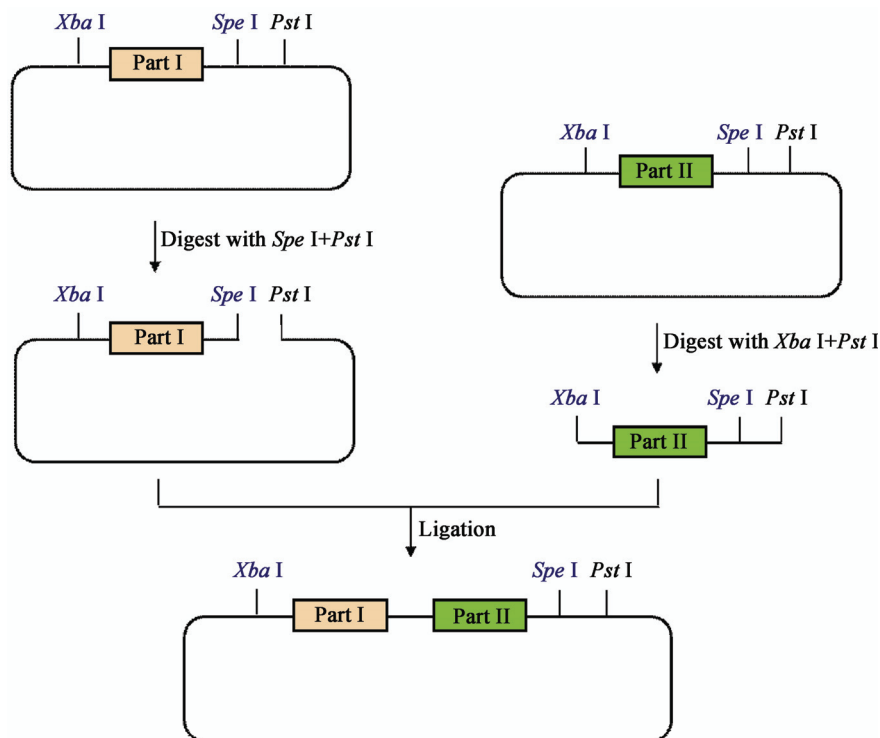 Xba I Spe I Pst I
Part I
Xba I Spe I Pst I
Part II
Digest with Spe I+Pst I
Xba I Spe I Pst I
Part I
Digest with Xba I+Pst I
Xba I Spe I Pst I
Part II
Ligation
Xba I Spe I Pst I
Part I Part II